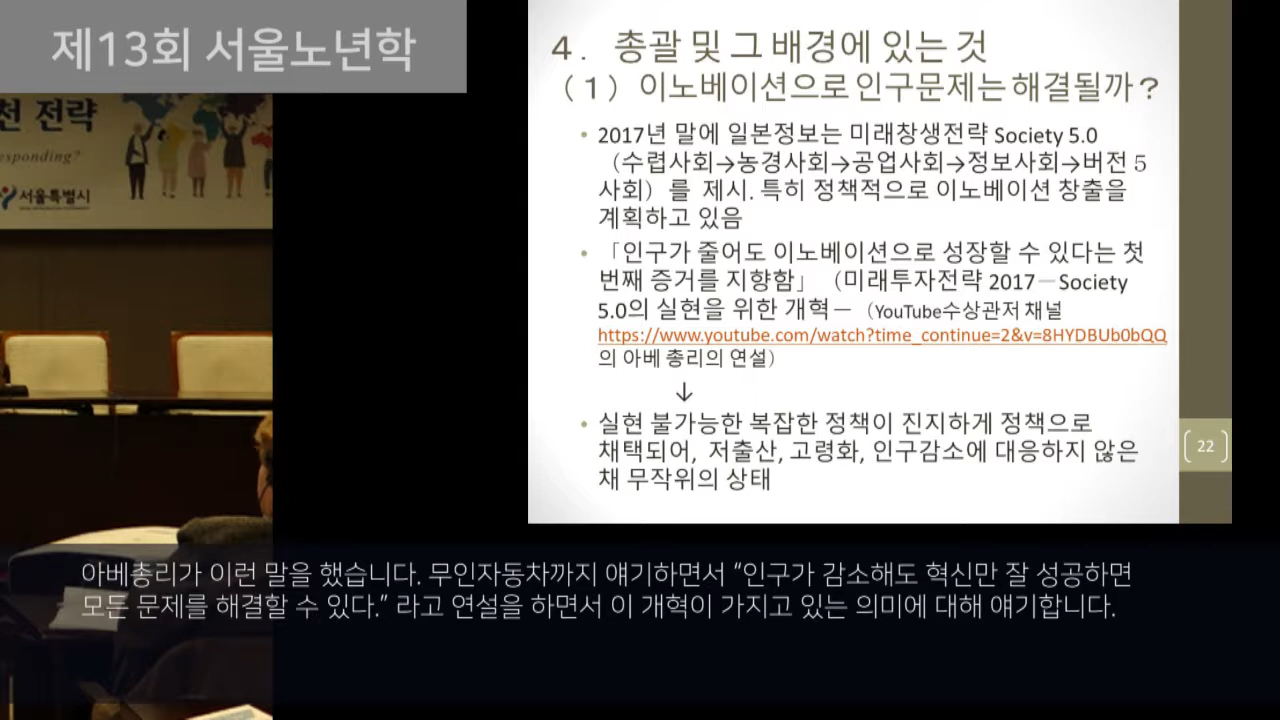 제13회 서울노년학
천 전략
esponding?
서울특별시
4. 총괄 및 그 배경에 있는 것
（1）이노베이션으로 인구문제는 해결될까？
• 2017년 말에 일본정보는 미래창생전략 Society 5.0
（수렵사회→농경사회→공업사회→정보사회→버전 5
사회）를 제시. 특히 정책적으로 이노베이션 창출을
계획하고 있음
• 「인구가 줄어도 이노베이션으로 성장할 수 있다는 첫
번째 증거를 지향함」（미래투자전략 2017－Society
5.0의 실현을 위한 개혁－（YouTube수상관저 채널
https://www.youtube.com/watch?time_continue=2&v=8HYDBUb0bQQ
의 아베 총리의 연설）
↓
• 실현 불가능한 복잡한 정책이 진지하게 정책으로
채택되어, 저출산, 고령화, 인구감소에 대응하지 않은
채 무작위의 상태
22
아베총리가 이런 말을 했습니다. 무인자동차까지 얘기하면서 “인구가 감소해도 혁신만 잘 성공하면
모든 문제를 해결할 수 있다.” 라고 연설을 하면서 이 개혁이 가지고 있는 의미에 대해 얘기합니다.